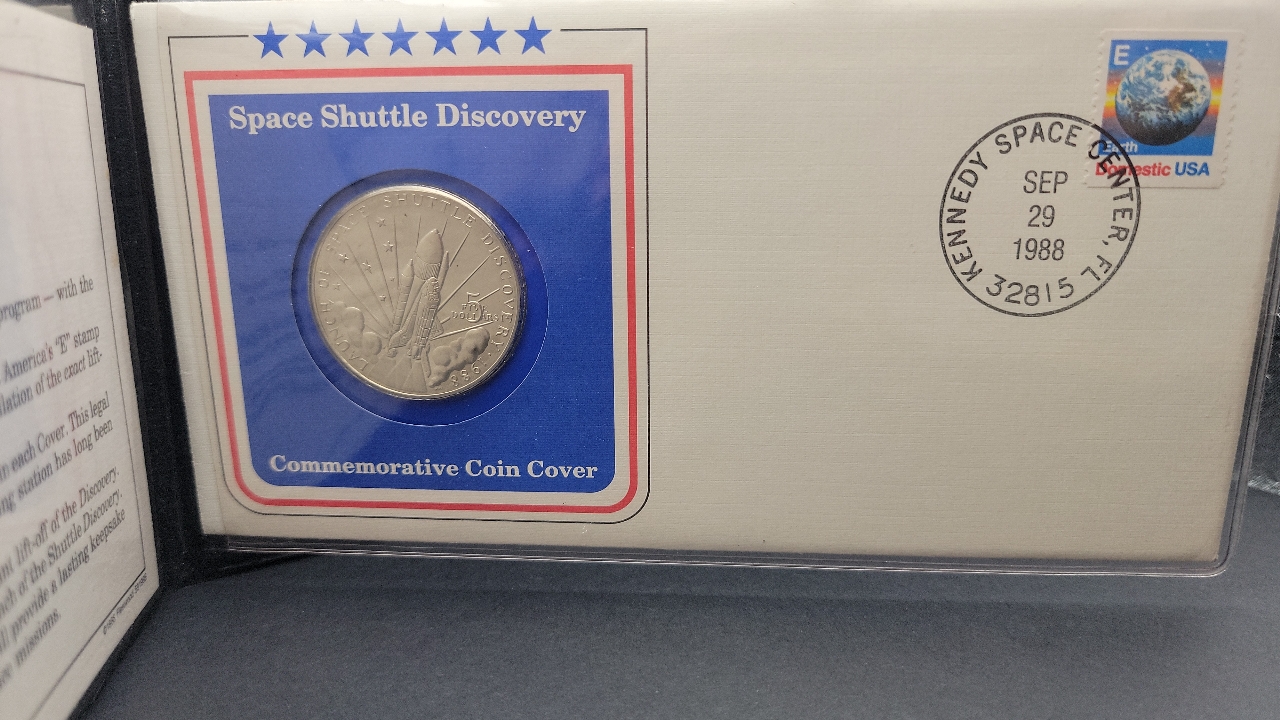 program — with the
America's "E" stamp
lation of the exact lift-
in each Cover. This legal
ng station has long been
nt lift-off of the Discovery.
ch of the Shuttle Discovery.
ll provide a lasting keepsake
ce missions.
Space Shuttle Discovery
LAUNCH OF SPACE SHUTTLE DISCOVERY · 1988
5
DOLLARS
Commemorative Coin Cover
E
Earth
Domestic USA
KENNEDY SPACE CENTER, FL
SEP
29
1988
32815